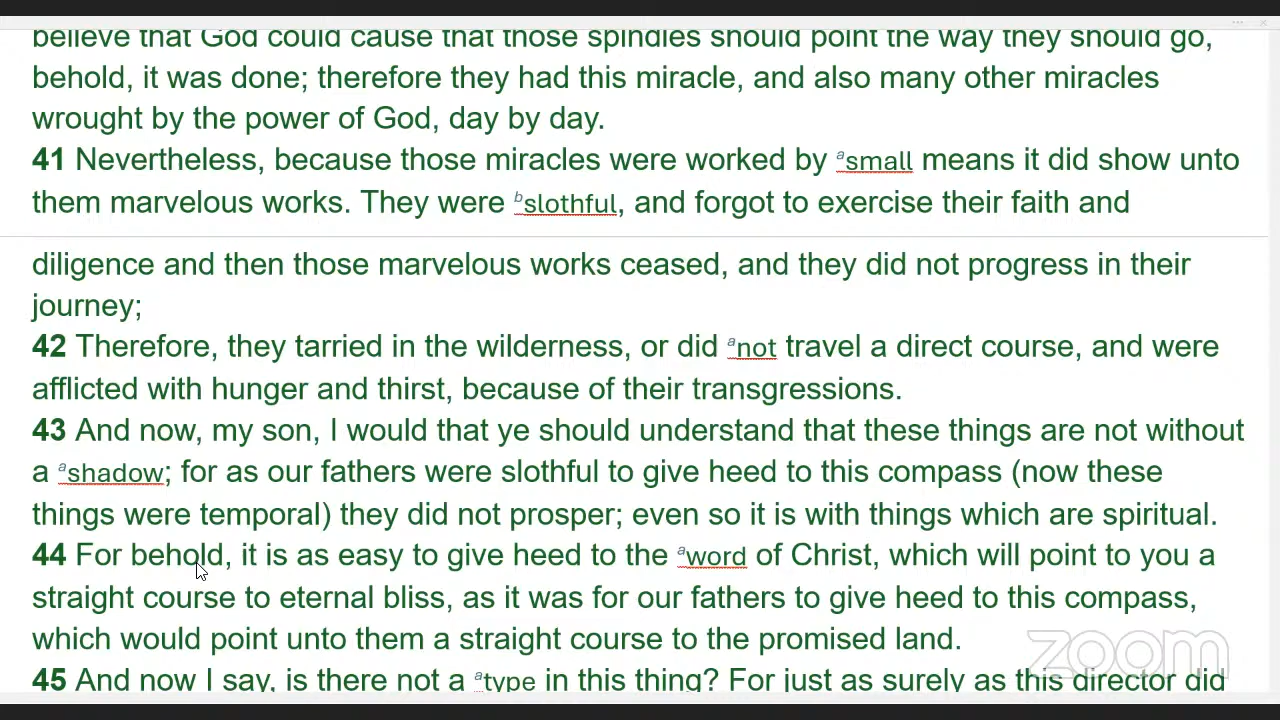 believe that God could cause that those spindles should point the way they should go,
behold, it was done; therefore they had this miracle, and also many other miracles
wrought by the power of God, day by day.
41 Nevertheless, because those miracles were worked by asmall means it did show unto
them marvelous works. They were bslothful, and forgot to exercise their faith and
diligence and then those marvelous works ceased, and they did not progress in their
journey;
42 Therefore, they tarried in the wilderness, or did anot travel a direct course, and were
afflicted with hunger and thirst, because of their transgressions.
43 And now, my son, I would that ye should understand that these things are not without
a ashadow; for as our fathers were slothful to give heed to this compass (now these
things were temporal) they did not prosper; even so it is with things which are spiritual.
44 For behold, it is as easy to give heed to the aword of Christ, which will point to you a
straight course to eternal bliss, as it was for our fathers to give heed to this compass,
which would point unto them a straight course to the promised land.
45 And now I say, is there not a atype in this thing? For just as surely as this director did
zoom